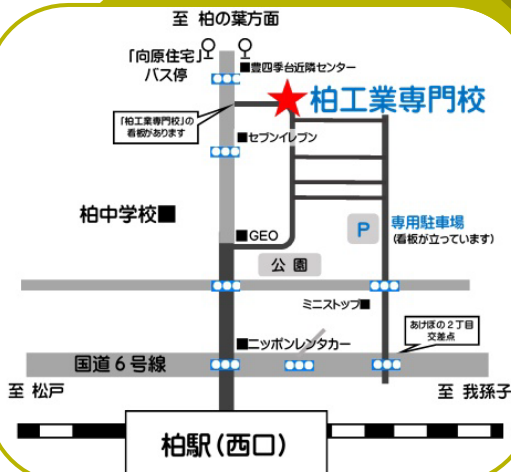 至 柏の葉方面
「向原住宅」
バス停
■豊四季台近隣センター
★柏工業専門校
「柏工業専門校」の
看板があります
■セブンイレブン
柏中学校■
P
専用駐車場
(看板が立っています)
■GEO
公園
ミニストップ■
あけぼの2丁目
交差点
■ニッポンレンタカー
国道6号線
至 松戸
至 我孫子
柏駅(西口)